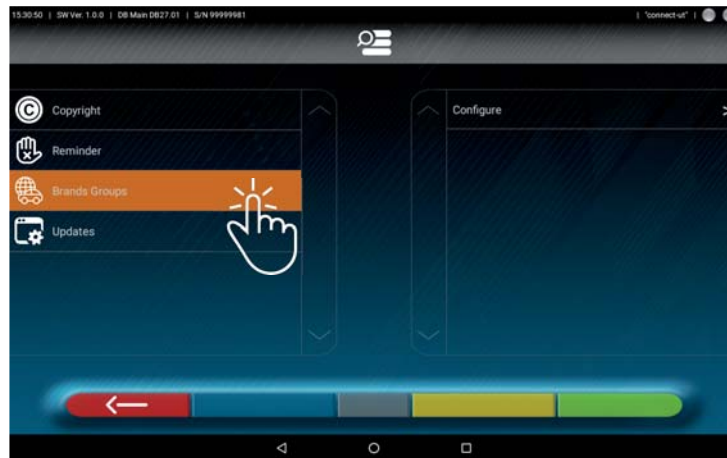 15:30:50 | SW Ver. 1.0.0 | DB Main DB27.01 | S/N 99999981 | "connect-ut" |
Copyright
Reminder
Brands Groups
Updates
Configure